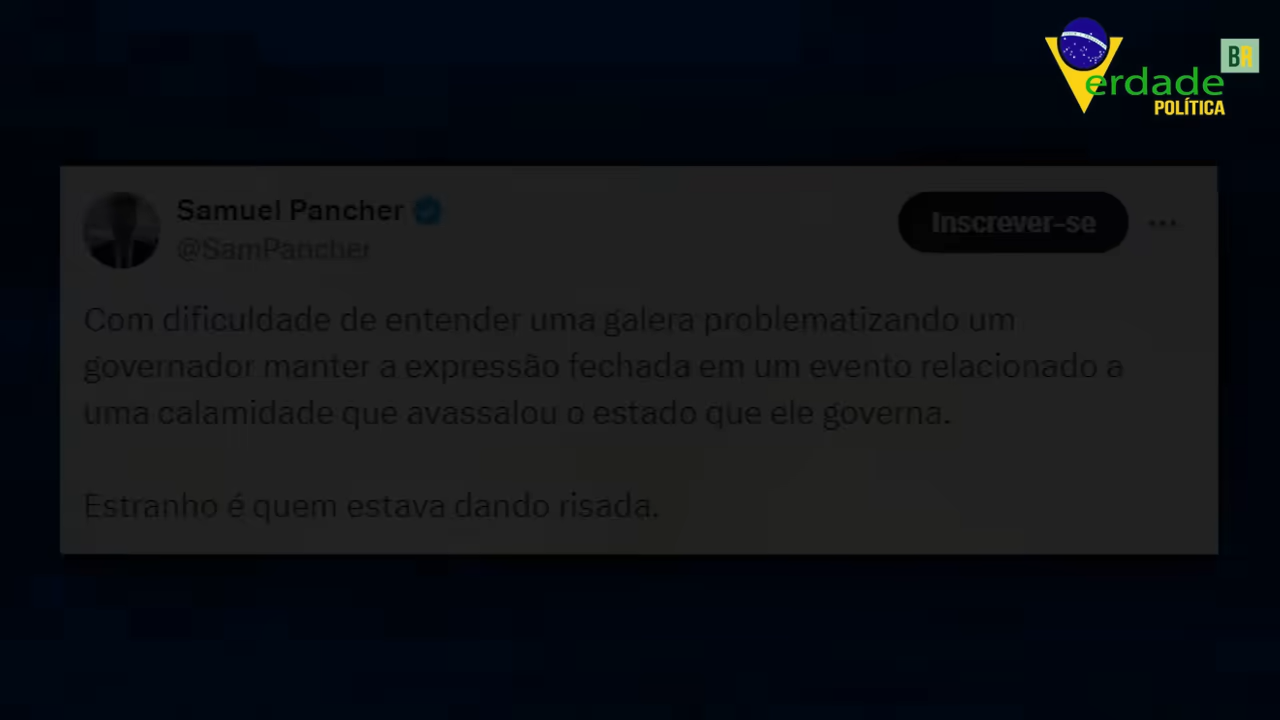 BR
erdade
POLÍTICA
Samuel Pancher
@SamPancher
Inscrever-se
Com dificuldade de entender uma galera problematizando um
governador manter a expressão fechada em um evento relacionado a
uma calamidade que avassalou o estado que ele governa.
Estranho é quem estava dando risada.